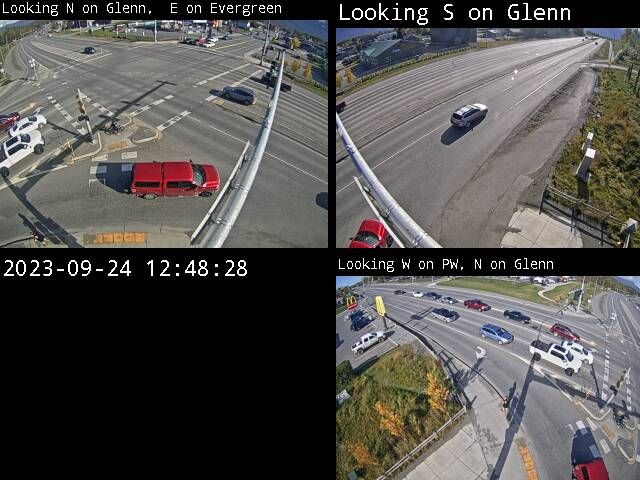 Looking N on Glenn, E on Evergreen
Looking S on Glenn
2023-09-24 12:48:28
Looking W on PW, N on Glenn